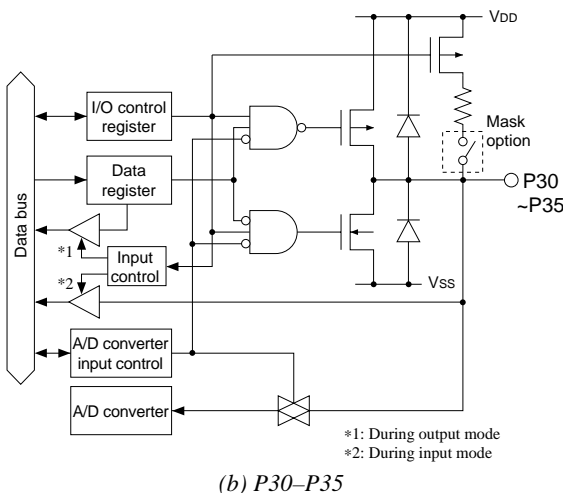 VDD
I/O control
register
Mask
option
Data
register
P30
~P35
Data bus
*1
Input
control
*2
VSS
A/D converter
input control
A/D converter
*1: During output mode
*2: During input mode
(b) P30–P35